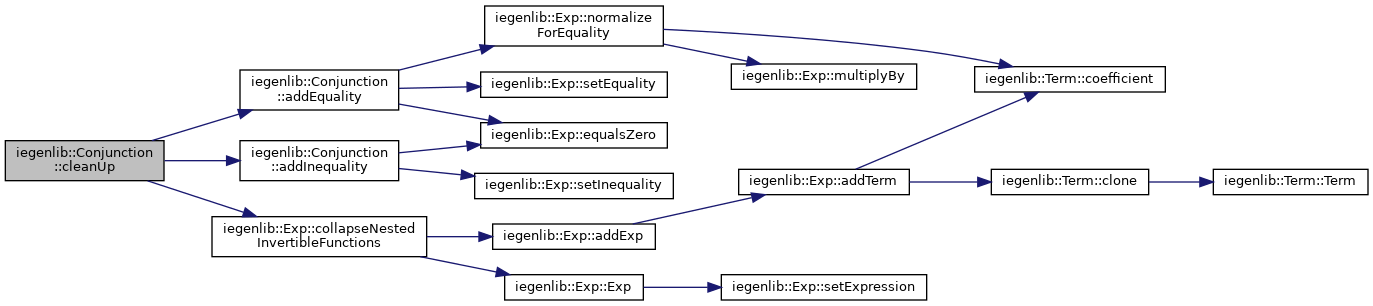 iegenlib::Conjunction
::cleanUp
iegenlib::Conjunction
::addEquality
iegenlib::Exp::normalize
ForEquality
iegenlib::Term::coefficient
iegenlib::Exp::multiplyBy
iegenlib::Exp::setEquality
iegenlib::Exp::equalsZero
iegenlib::Conjunction
::addInequality
iegenlib::Exp::setInequality
iegenlib::Exp::collapseNested
InvertibleFunctions
iegenlib::Exp::addExp
iegenlib::Exp::addTerm
iegenlib::Term::clone
iegenlib::Term::Term
iegenlib::Exp::Exp
iegenlib::Exp::setExpression